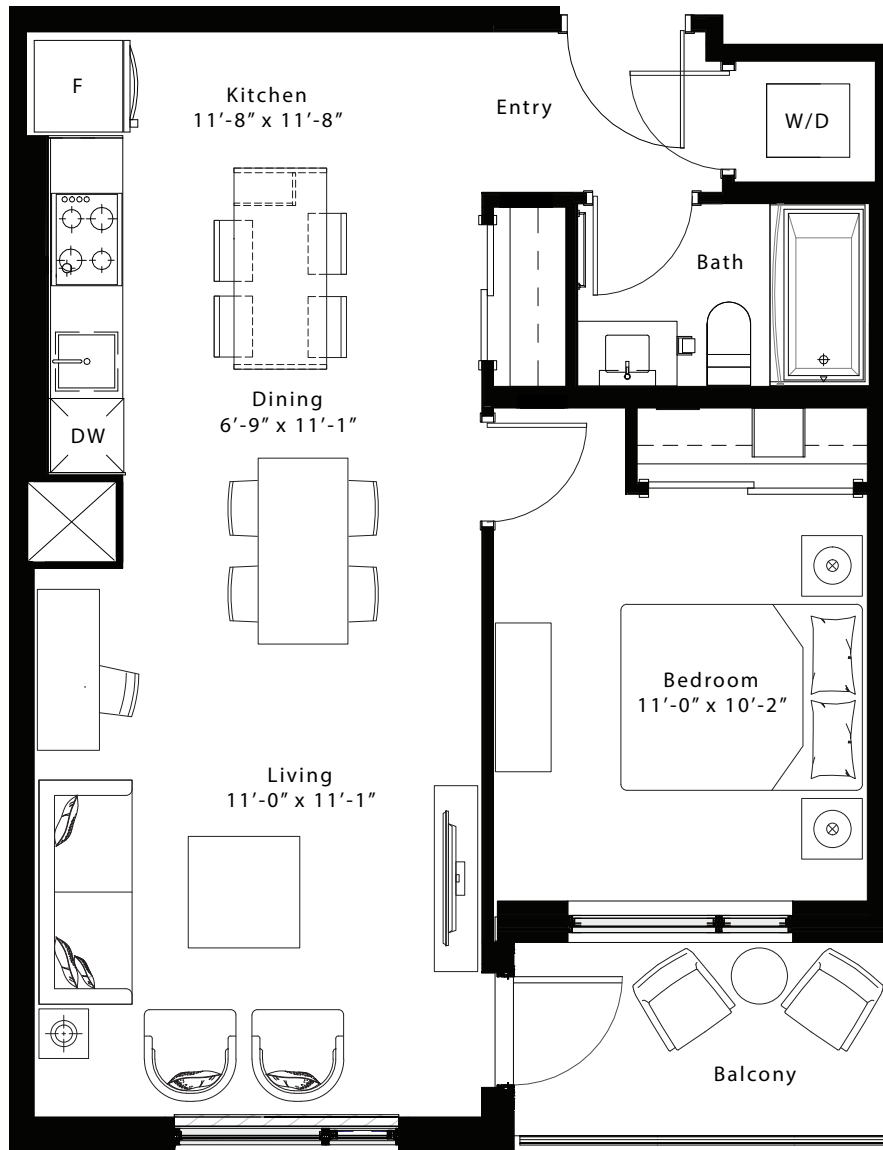 F
Kitchen
11’-8” x 11’-8”
Entry
W/D
Bath
Dining
6’-9” x 11’-1”
DW
Bedroom
11’-0” x 10’-2”
Living
11’-0” x 11’-1”
Balcony